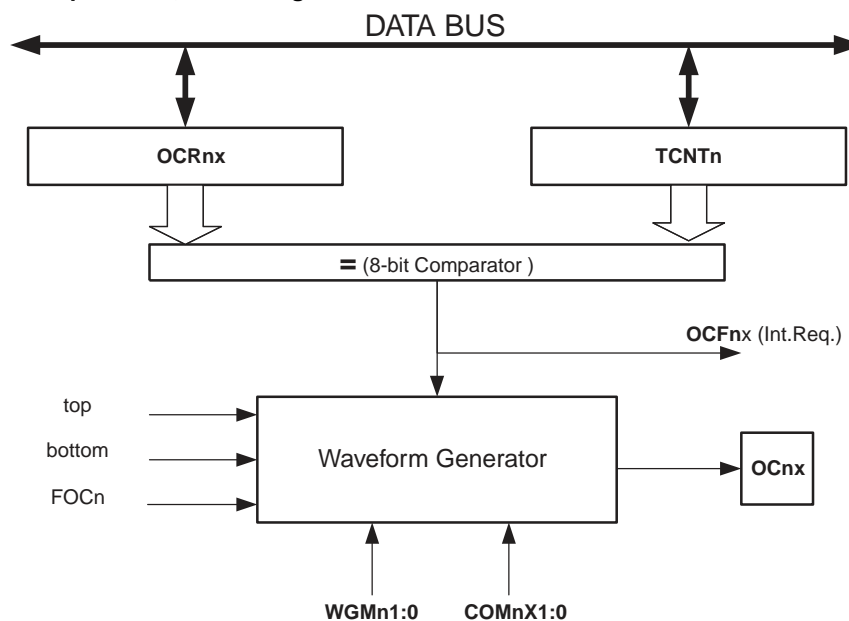 DATA BUS
OCRnx
TCNTn
= (8-bit Comparator )
OCFnx (Int.Req.)
top
bottom
FOCn
Waveform Generator
OCnx
WGMn1:0
COMnX1:0